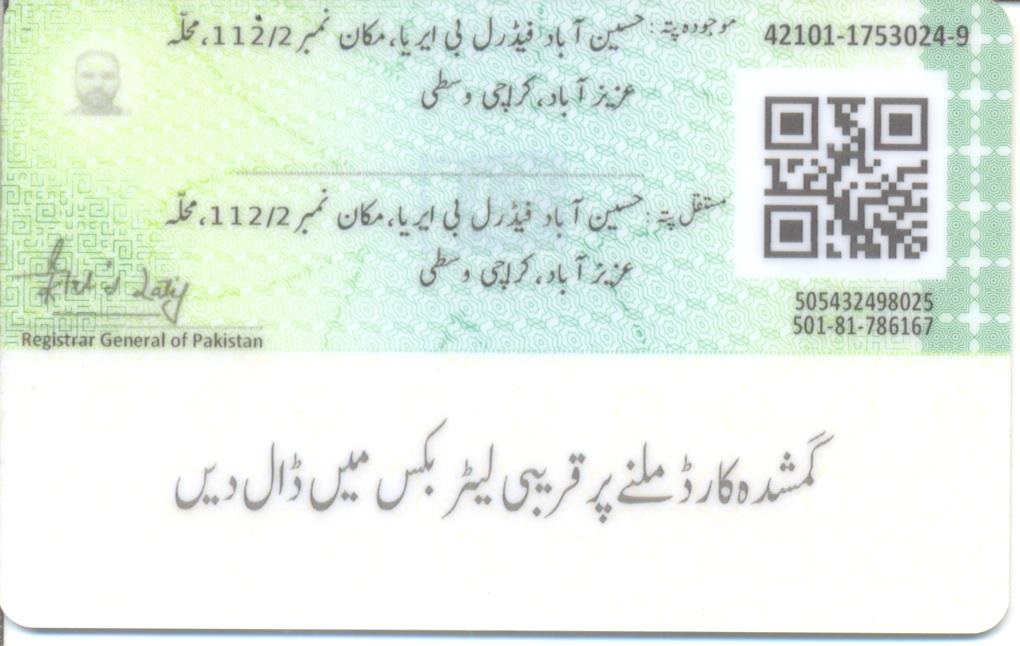 42101-1753024-9
موجودہ پتہ: حسین آباد فیڈرل بی ایریا، مکان نمبر 112/2، محلّہ
عزیز آباد، کراچی وسطی
مستقل پتہ: حسین آباد فیڈرل بی ایریا، مکان نمبر 112/2، محلّہ
عزیز آباد، کراچی وسطی
505432498025
501-81-786167
Registrar General of Pakistan
گمشدہ کارڈ ملنے پر قریبی لیٹر بکس میں ڈال دیں